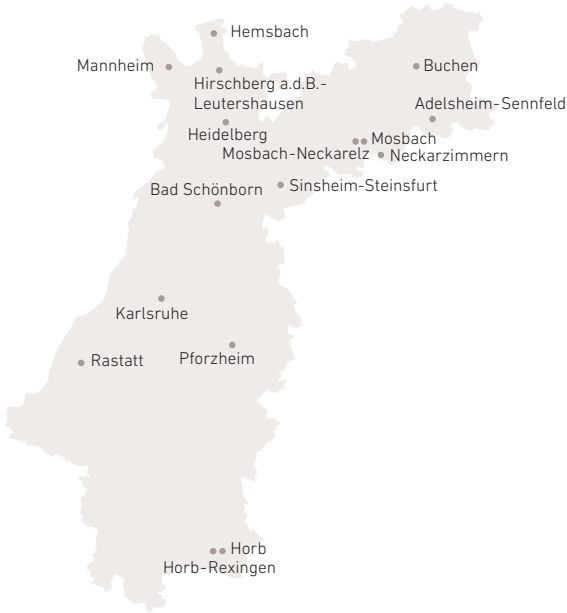 Hemsbach
Mannheim
Buchen
Hirschberg a.d.B.-
Leutershausen
Adelsheim-Sennfeld
Heidelberg
Mosbach
Mosbach-Neckarelz
Neckarzimmern
Bad Schönborn
Sinsheim-Steinsfurt
Karlsruhe
Rastatt
Pforzheim
Horb
Horb-Rexingen